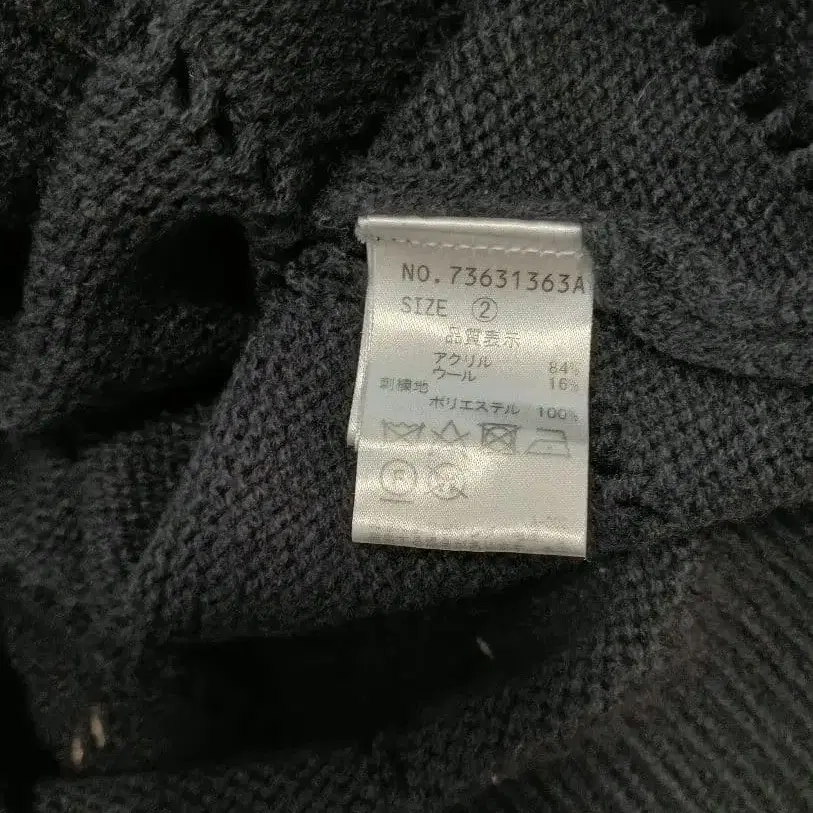 NO.73631363A
SIZE ②
品質表示
アクリル 84%
ウール 16%
刺繍地
ポリエステル 100%